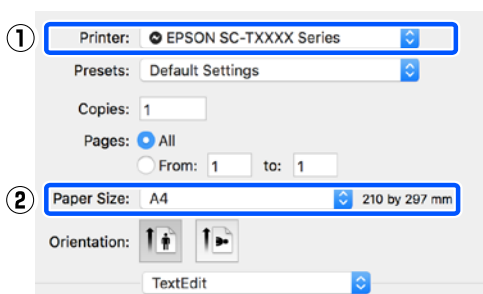 ① Printer: EPSON SC-TXXXX Series
Presets: Default Settings
Copies: 1
Pages: All
From: 1 to: 1
② Paper Size: A4 210 by 297 mm
Orientation:
TextEdit